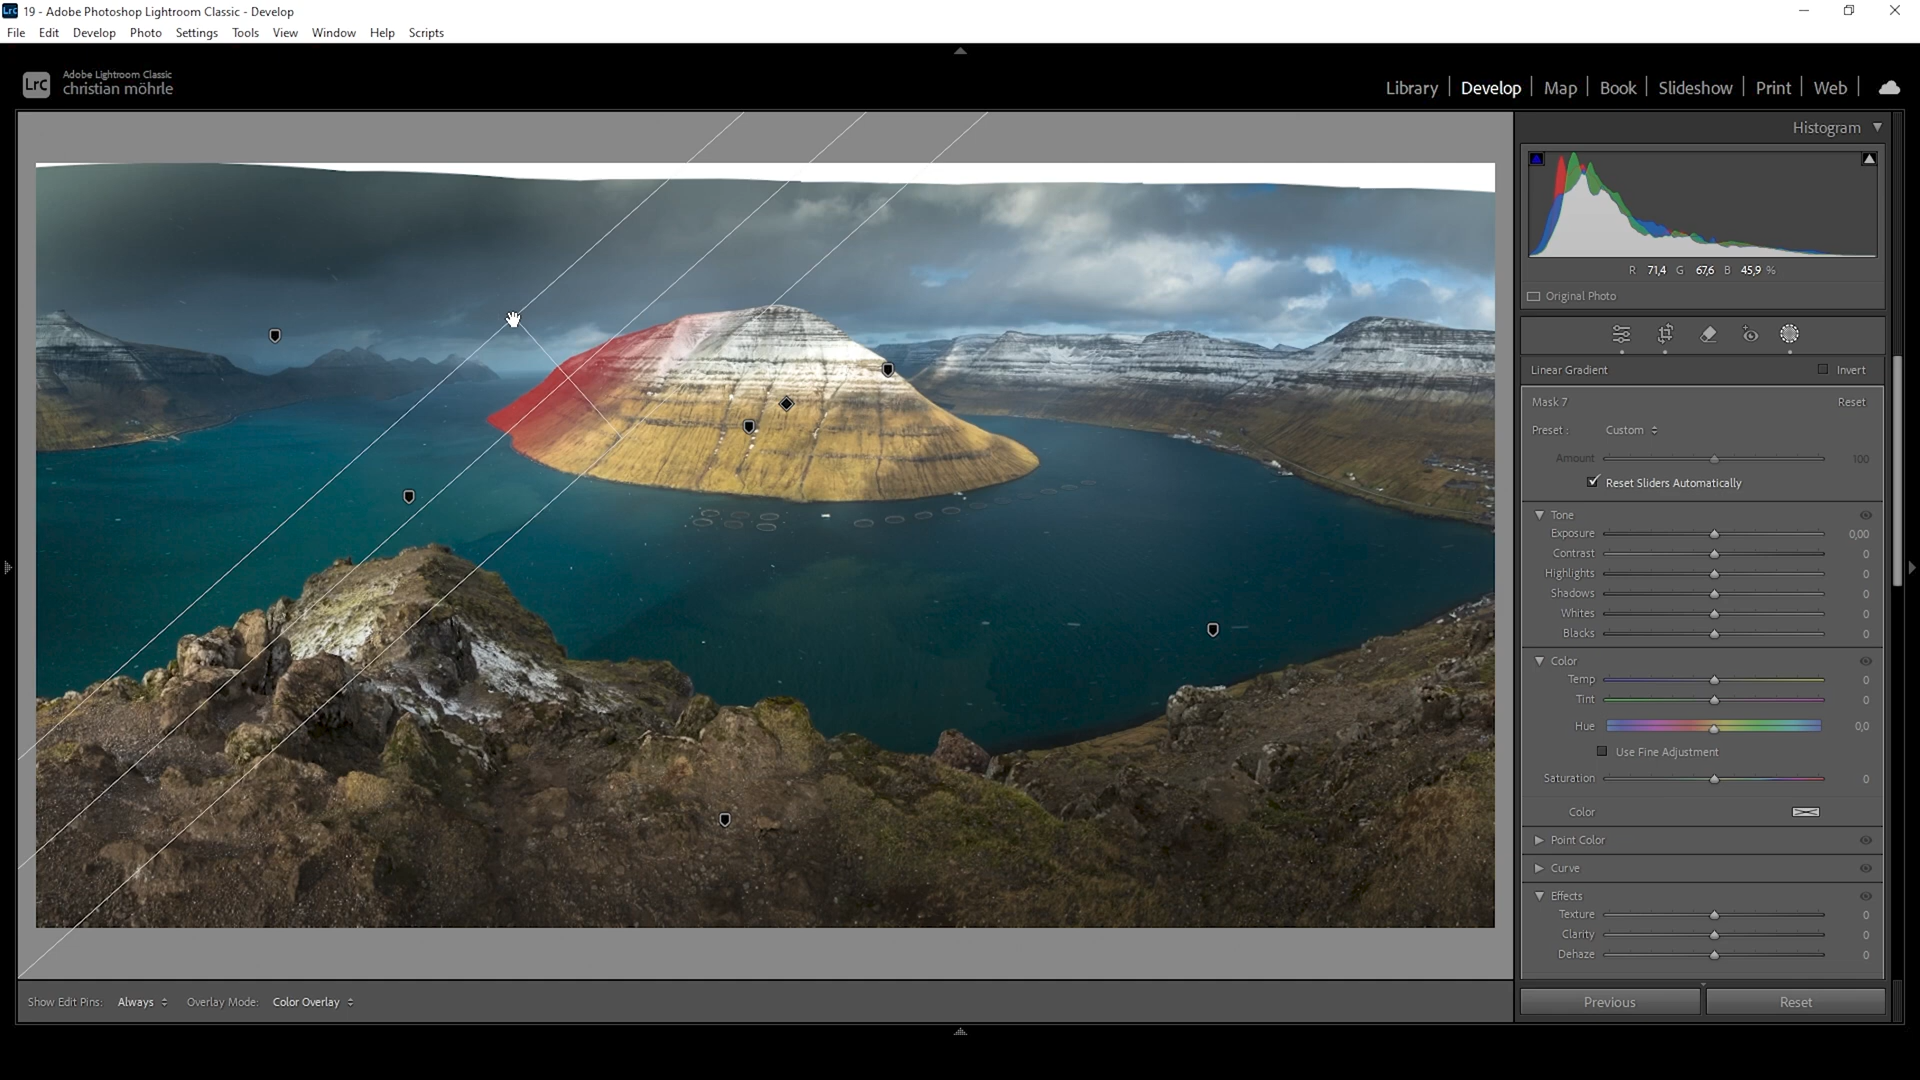 19 - Adobe Photoshop Lightroom Classic - Develop
File Edit Develop Photo Settings Tools View Window Help Scripts
LrC
Adobe Lightroom Classic
christian möhrle
Library Develop Map Book Slideshow Print Web
Histogram
R 71,4 G 67,6 B 45,9 %
Original Photo
Linear Gradient Invert
Mask 7 Reset
Preset : Custom
Amount 100
Reset Sliders Automatically
Tone
Exposure 0,00
Contrast 0
Highlights 0
Shadows 0
Whites 0
Blacks 0
Color
Temp 0
Tint 0
Hue 0,0
Use Fine Adjustment
Saturation 0
Color
Point Color
Curve
Effects
Texture 0
Clarity 0
Dehaze 0
Show Edit Pins: Always Overlay Mode: Color Overlay
Previous Reset